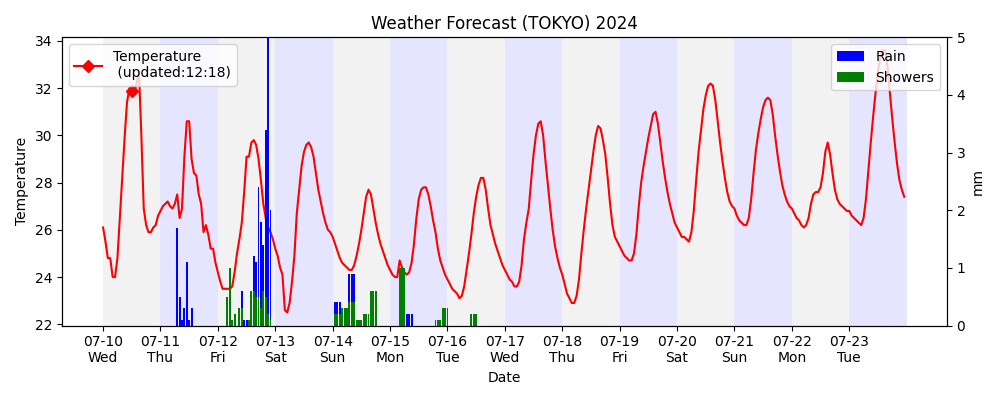 Weather Forecast (TOKYO) 2024
Temperature
(updated:12:18)
Rain
Showers
Temperature
34
32
30
28
26
24
22
5
4
3
2
1
0
mm
07-10 07-11 07-12 07-13 07-14 07-15 07-16 07-17 07-18 07-19 07-20 07-21 07-22 07-23
Wed Thu Fri Sat Sun Mon Tue Wed Thu Fri Sat Sun Mon Tue
Date